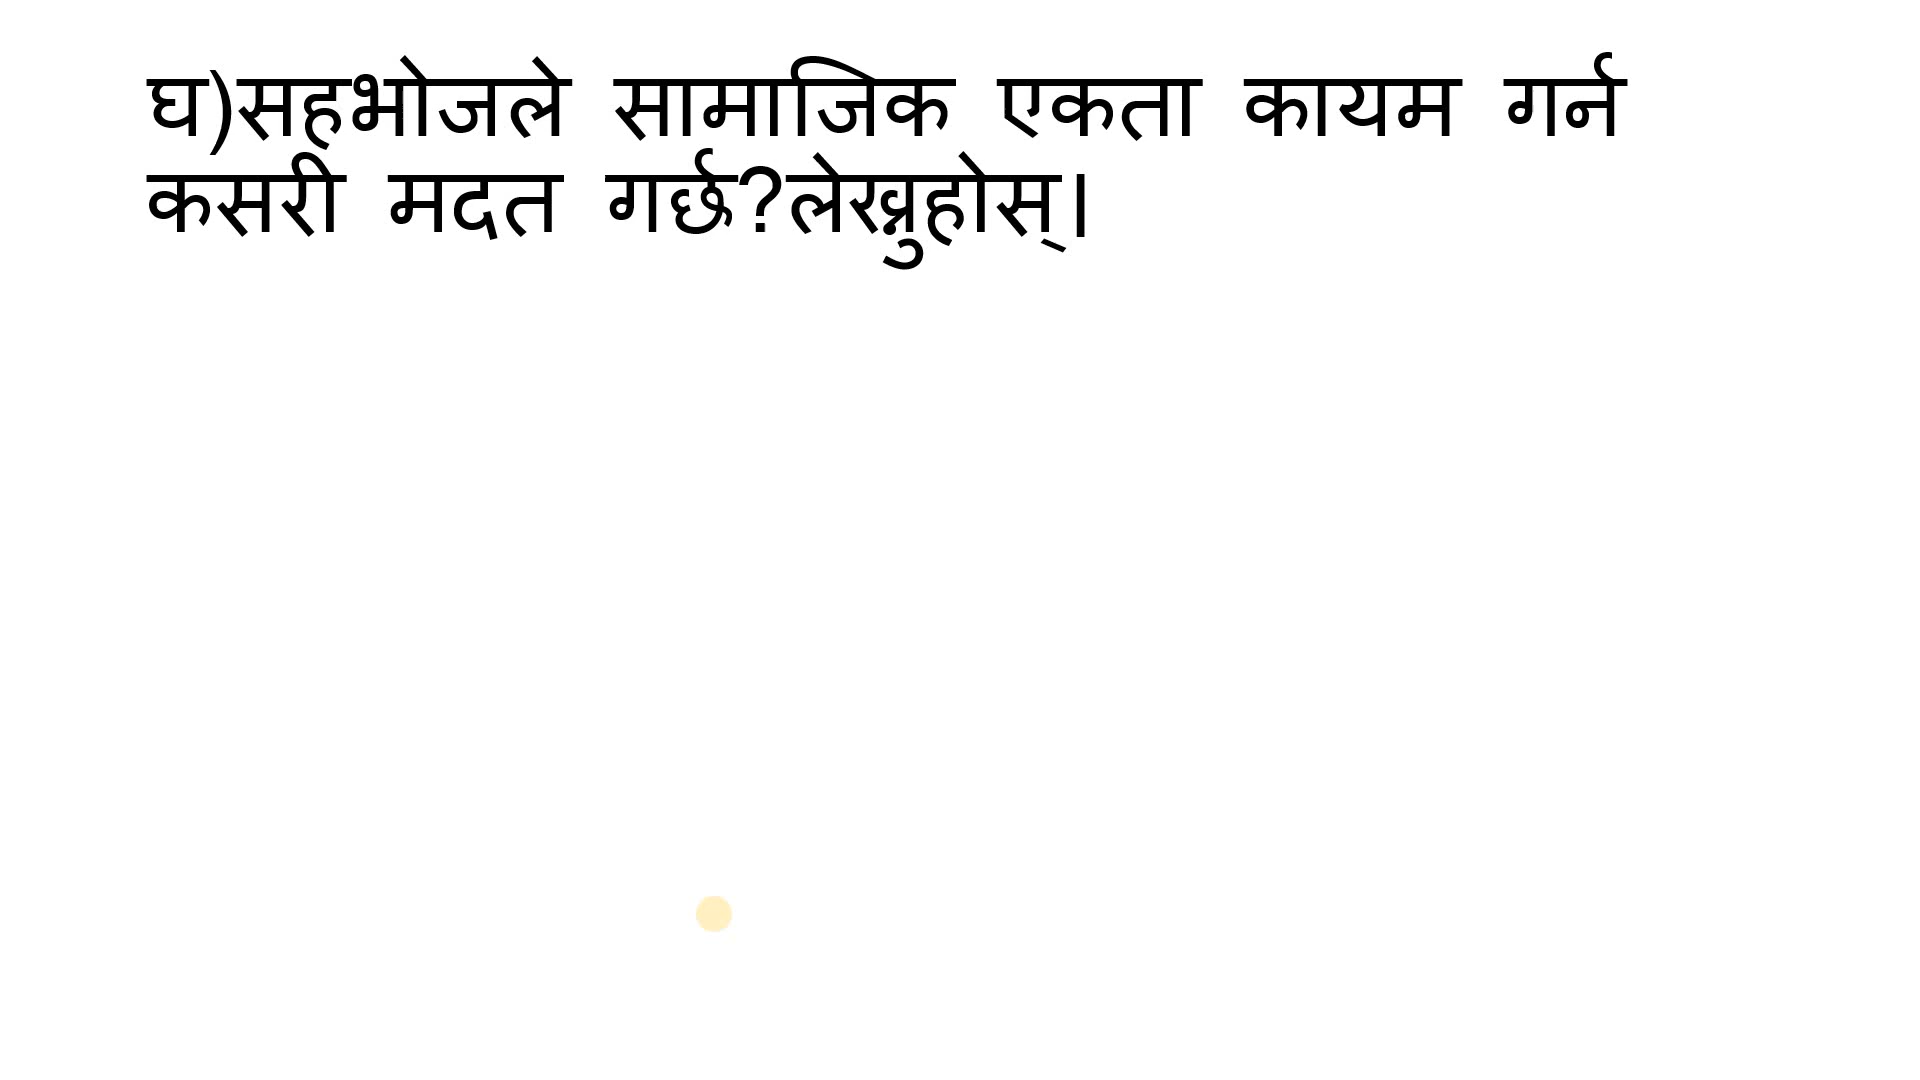 घ)सहभोजले सामाजिक एकता कायम गर्न
कसरी मदत गर्छ?लेख्नुहोस्।